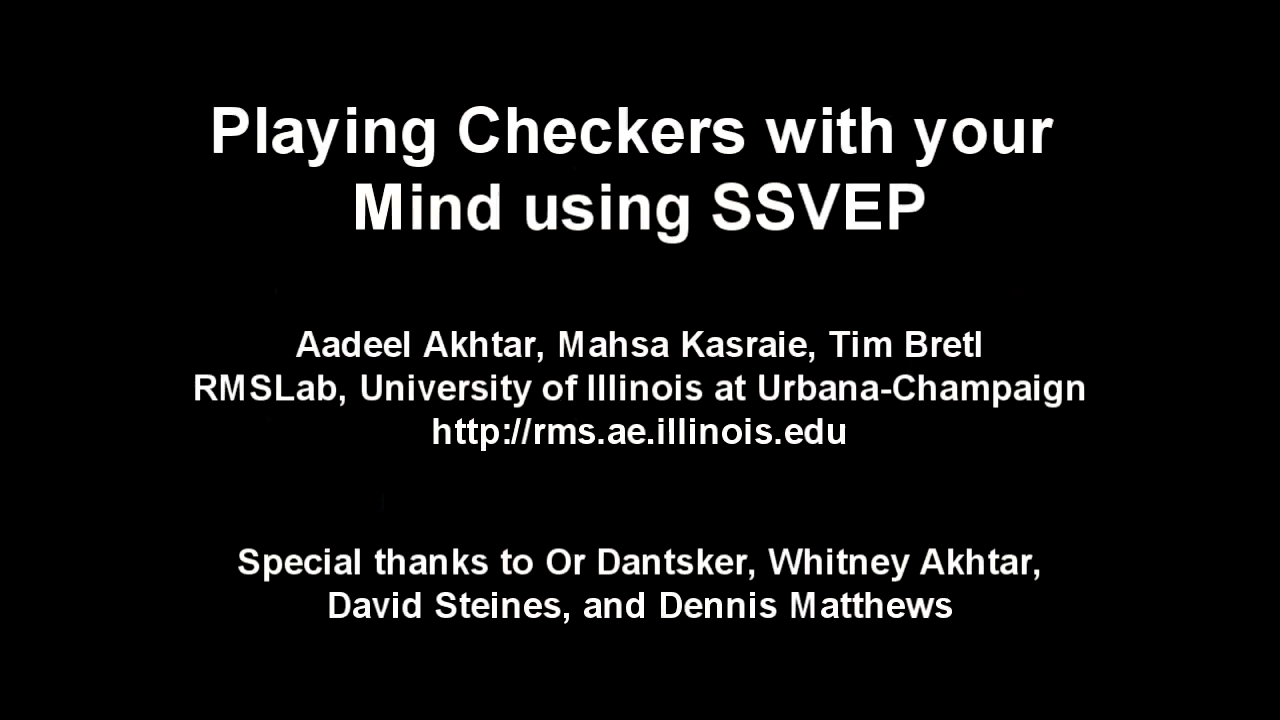 Playing Checkers with your
Mind using SSVEP
Aadeel Akhtar, Mahsa Kasraie, Tim Bretl
RMSLab, University of Illinois at Urbana-Champaign
http://rms.ae.illinois.edu
Special thanks to Or Dantsker, Whitney Akhtar,
David Steines, and Dennis Matthews